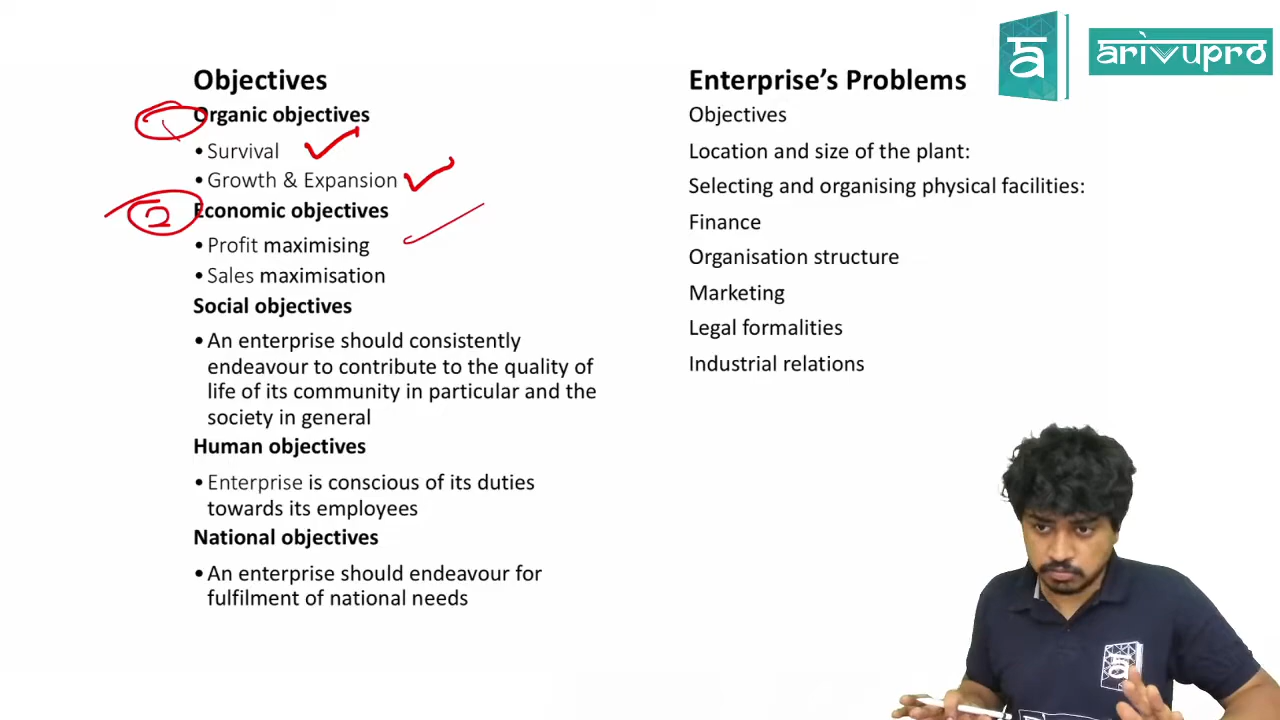 Objectives
Organic objectives
• Survival
• Growth & Expansion
Economic objectives
• Profit maximising
• Sales maximisation
Social objectives
• An enterprise should consistently
endeavour to contribute to the quality of
life of its community in particular and the
society in general
Human objectives
• Enterprise is conscious of its duties
towards its employees
National objectives
• An enterprise should endeavour for
fulfilment of national needs
1
2
Enterprise's Problems
Objectives
Location and size of the plant:
Selecting and organising physical facilities:
Finance
Organisation structure
Marketing
Legal formalities
Industrial relations
ā
arivupro
ā